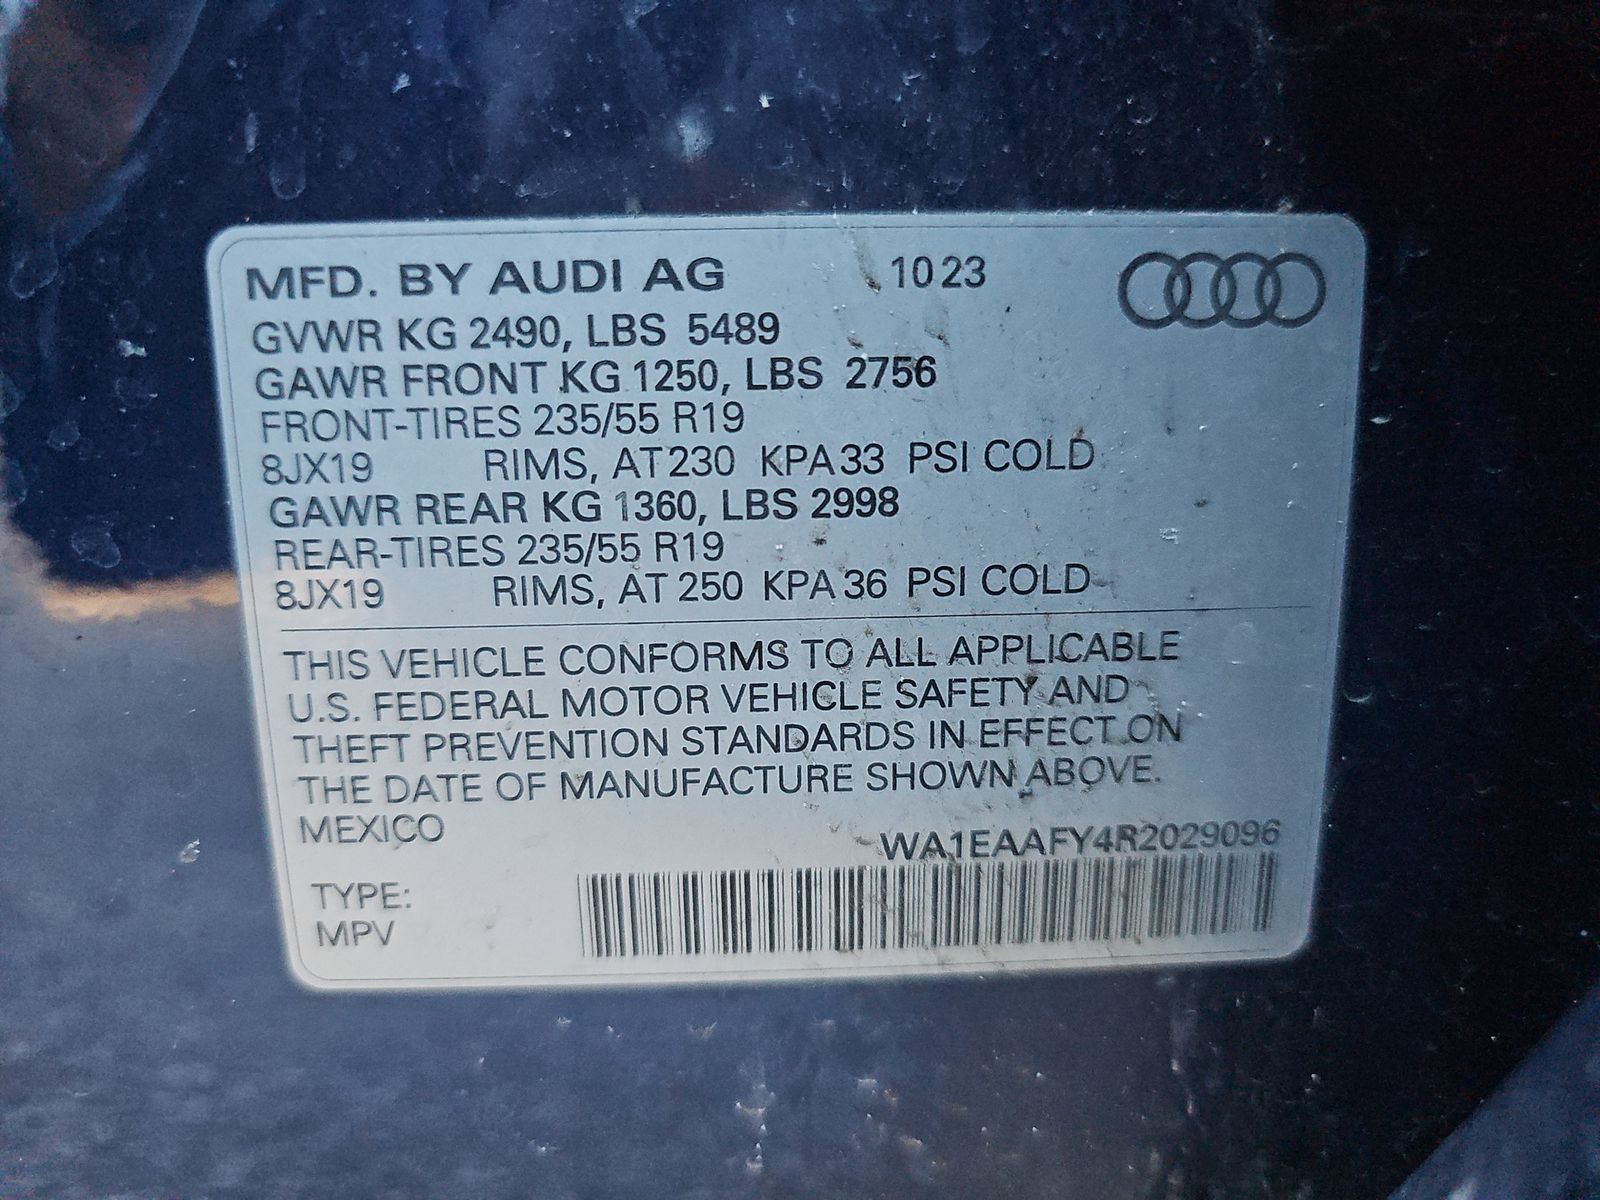 MFD. BY AUDI AG 10 23
GVWR KG 2490, LBS 5489
GAWR FRONT KG 1250, LBS 2756
FRONT-TIRES 235/55 R19
8JX19 RIMS, AT 230 KPA 33 PSI COLD
GAWR REAR KG 1360, LBS 2998
REAR-TIRES 235/55 R19
8JX19 RIMS, AT 250 KPA 36 PSI COLD
THIS VEHICLE CONFORMS TO ALL APPLICABLE
U.S. FEDERAL MOTOR VEHICLE SAFETY AND
THEFT PREVENTION STANDARDS IN EFFECT ON
THE DATE OF MANUFACTURE SHOWN ABOVE.
MEXICO
WA1EAAFY4R2029096
TYPE:
MPV